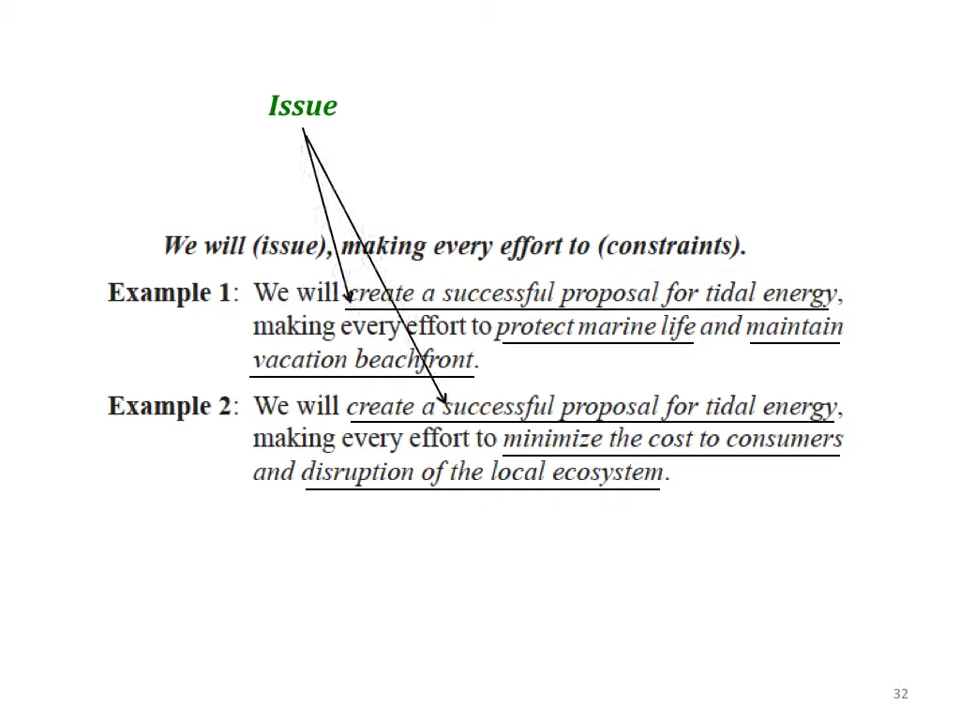 Issue
We will (issue), making every effort to (constraints).
Example 1: We will create a successful proposal for tidal energy,
making every effort to protect marine life and maintain
vacation beachfront.
Example 2: We will create a successful proposal for tidal energy,
making every effort to minimize the cost to consumers
and disruption of the local ecosystem.
32